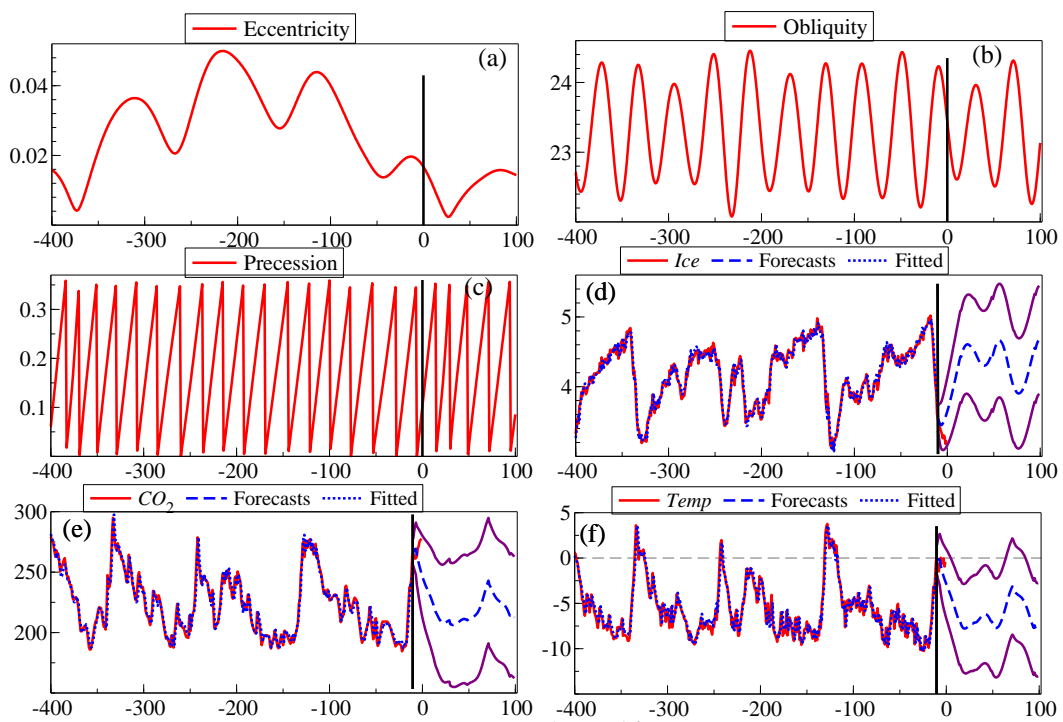 Eccentricity
(a)
0.04
0.02
-400 -300 -200 -100 0 100
Obliquity
(b)
24
23
-400 -300 -200 -100 0 100
Precession
(c)
0.3
0.2
0.1
-400 -300 -200 -100 0 100
Ice Forecasts Fitted
(d)
5
4
-400 -300 -200 -100 0 100
CO2 Forecasts Fitted
(e)
300
250
200
-400 -300 -200 -100 0 100
Temp Forecasts Fitted
(f)
5
0
-5
-10
-400 -300 -200 -100 0 100